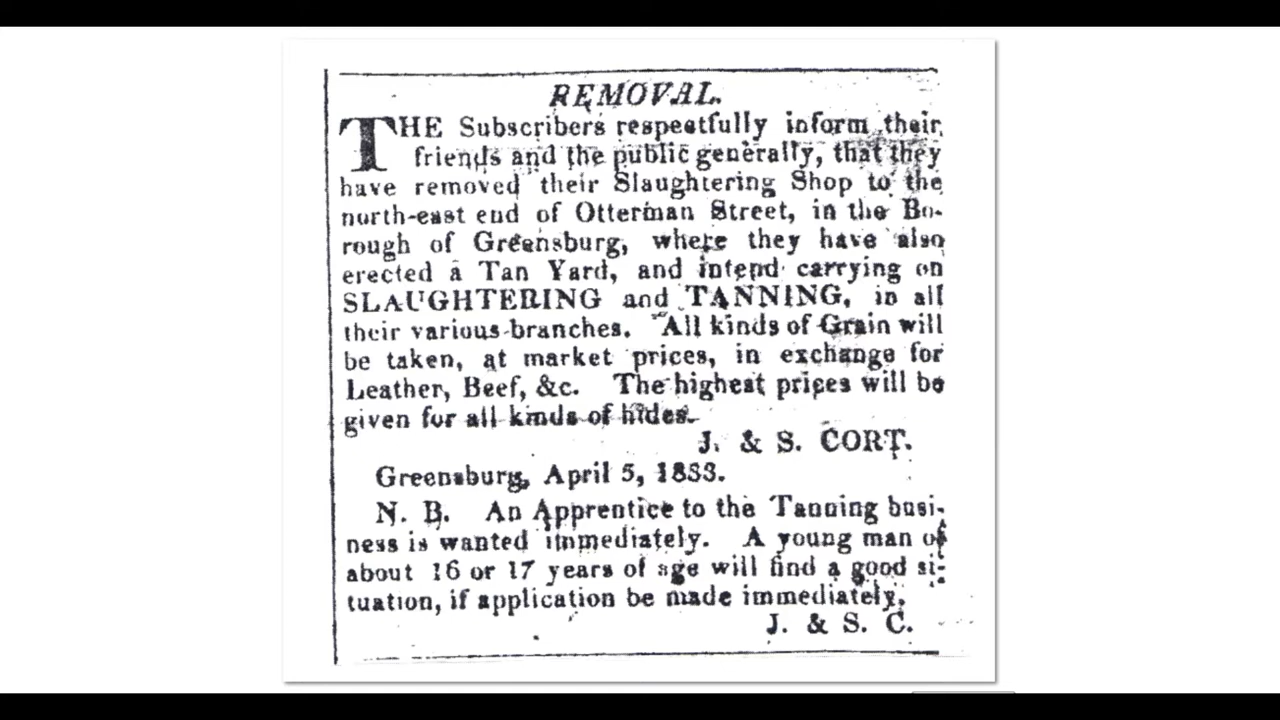 REMOVAL.
THE Subscribers respectfully inform their
friends and the public generally, that they
have removed their Slaughtering Shop to the
north-east end of Otterman Street, in the Bo-
rough of Greensburg, where they have also
erected a Tan Yard, and intend carrying on
SLAUGHTERING and TANNING, in all
their various branches. All kinds of Grain will
be taken, at market prices, in exchange for
Leather, Beef, &c. The highest prices will be
given for all kinds of hides.
J. & S. CORT.
Greensburg, April 5, 1833.
N. B. An Apprentice to the Tanning busi-
ness is wanted immediately. A young man of
about 16 or 17 years of age will find a good si-
tuation, if application be made immediately.
J. & S. C.